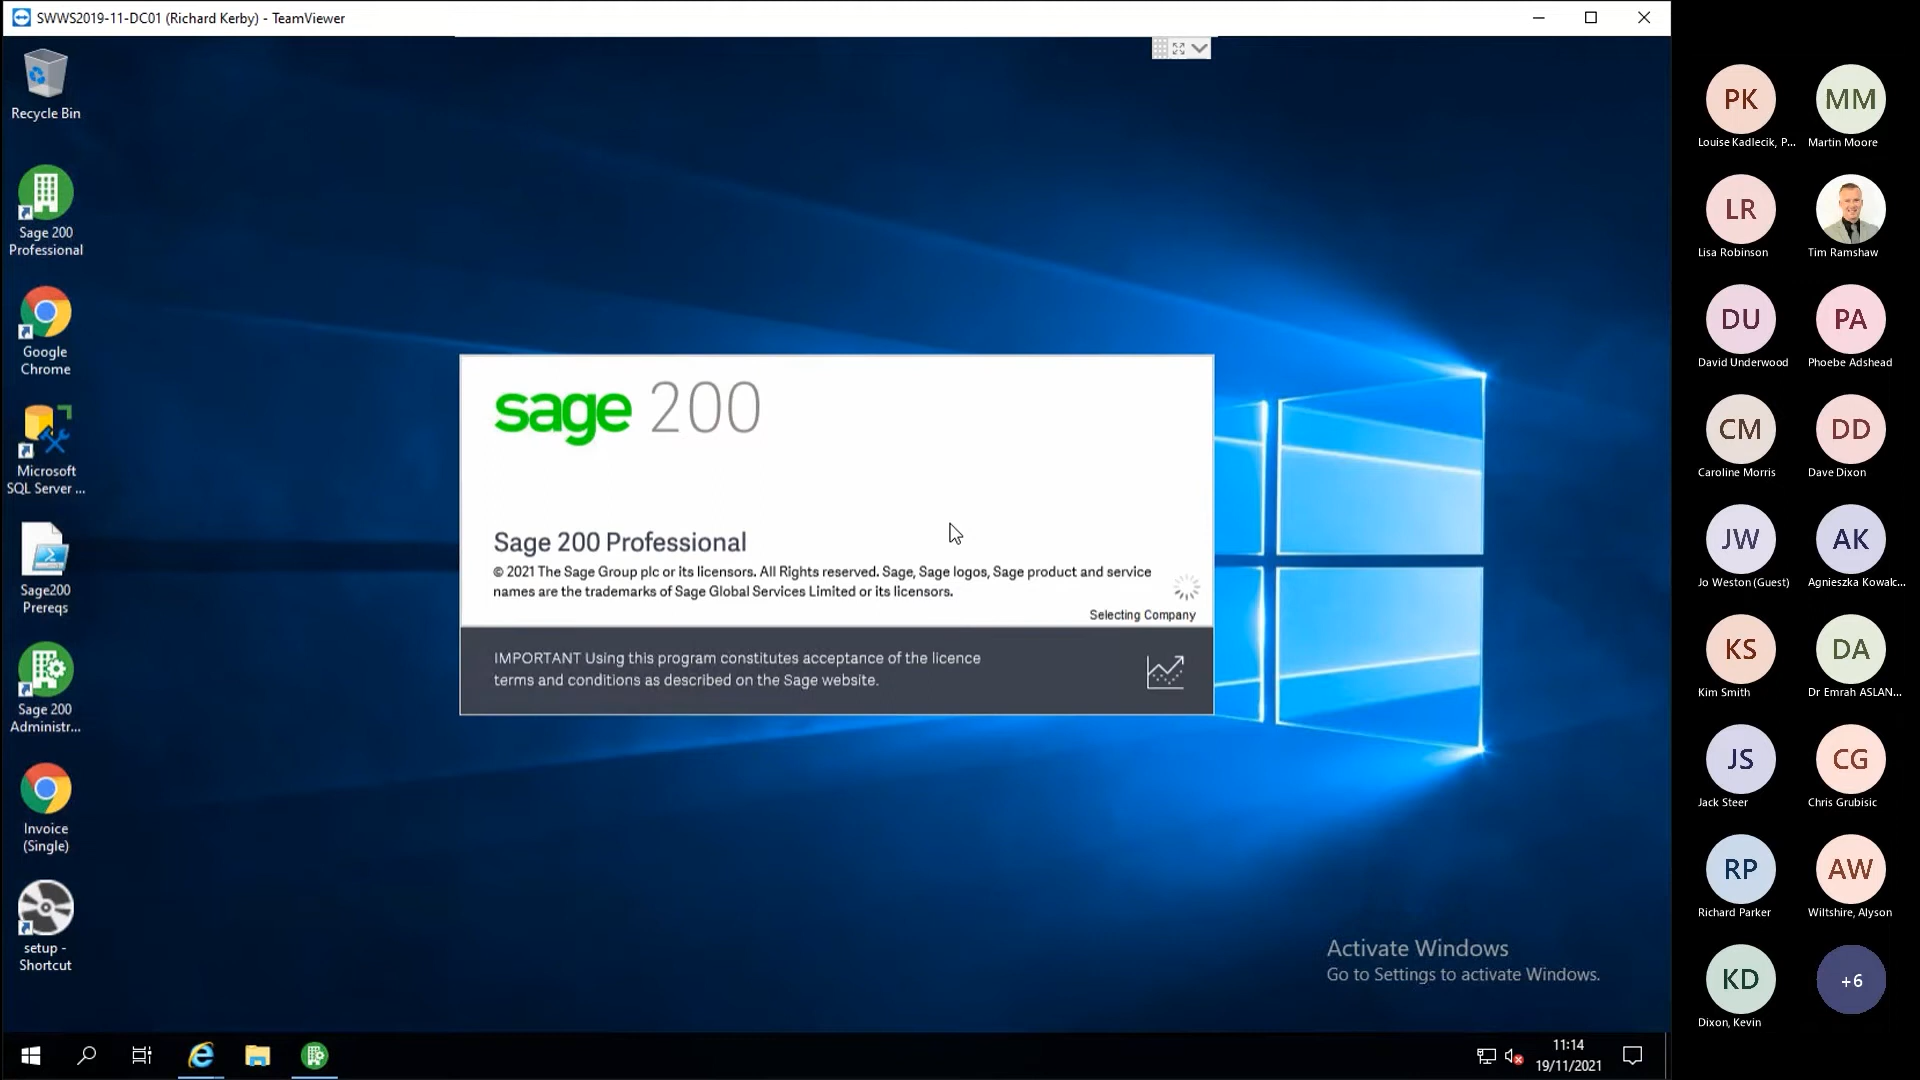 SWWS2019-11-DC01 (Richard Kerby) - TeamViewer
Recycle Bin
Sage 200
Professional
Google
Chrome
Microsoft
SQL Server ...
Sage200
Prereqs
Sage 200
Administr...
Invoice
(Single)
setup -
Shortcut
sage 200
Sage 200 Professional
© 2021 The Sage Group plc or its licensors. All Rights reserved. Sage, Sage logos, Sage product and service
names are the trademarks of Sage Global Services Limited or its licensors.
Selecting Company
IMPORTANT Using this program constitutes acceptance of the licence
terms and conditions as described on the Sage website.
Activate Windows
Go to Settings to activate Windows.
11:14
19/11/2021
PK
Louise Kadlecik, P...
MM
Martin Moore
LR
Lisa Robinson
Tim Ramshaw
DU
David Underwood
PA
Phoebe Adshead
CM
Caroline Morris
DD
Dave Dixon
JW
Jo Weston (Guest)
AK
Agnieszka Kowalc...
KS
Kim Smith
DA
Dr Emrah ASLAN...
JS
Jack Steer
CG
Chris Grubisic
RP
Richard Parker
AW
Wiltshire, Alyson
KD
Dixon, Kevin
+6